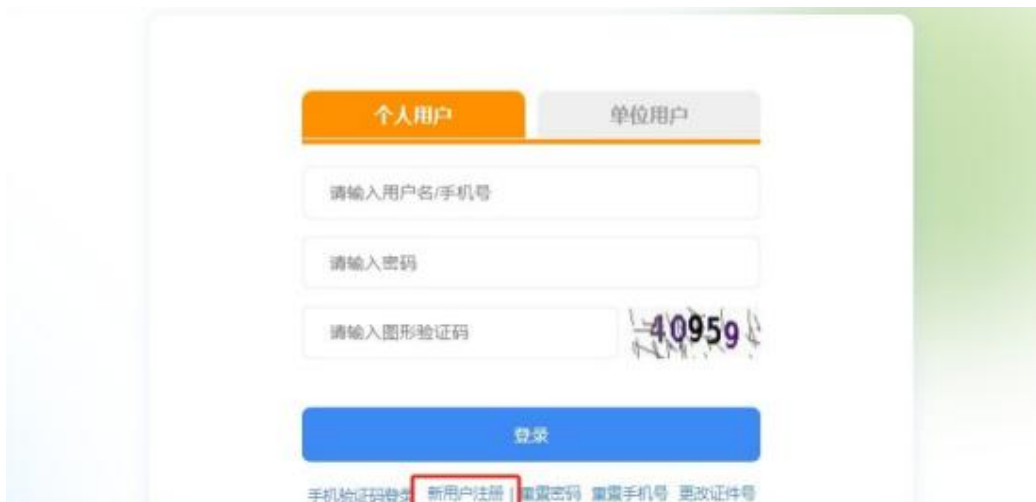 个人用户 单位用户
请输入用户名/手机号
请输入密码
请输入图形验证码 40959
登录
手机验证码登录 新用户注册 | 重置密码 重置手机号 更改证件号